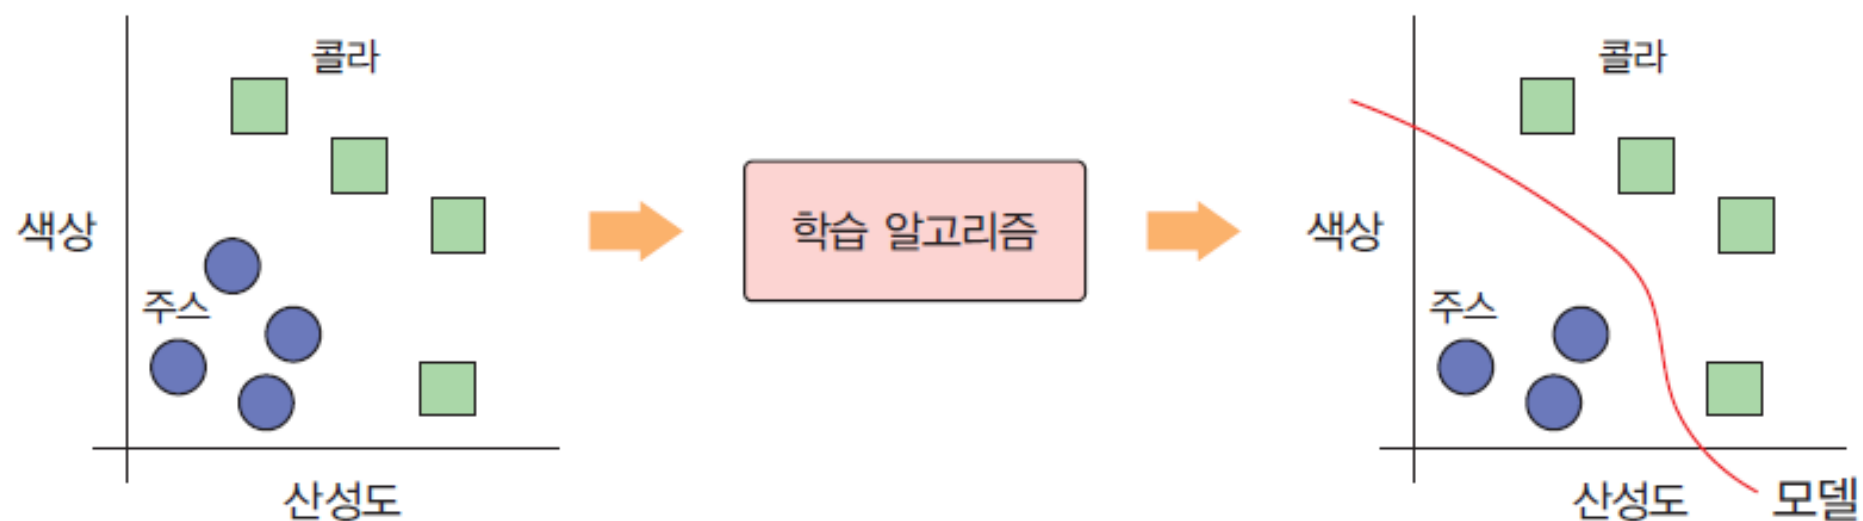 콜라
색상
주스
산성도
학습 알고리즘
콜라
색상
주스
산성도
모델